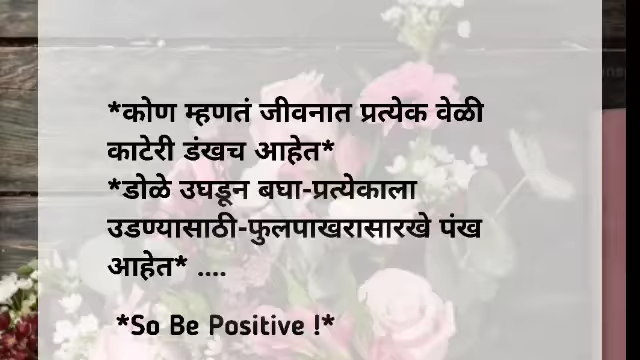 *कोण म्हणतं जीवनात प्रत्येक वेळी
काटेरी डंखच आहेत*
*डोळे उघडून बघा-प्रत्येकाला
उडण्यासाठी-फुलपाखरासारखे पंख
आहेत* ....
*So Be Positive !*